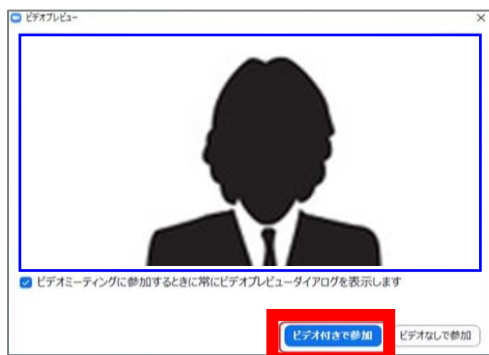 ビデオプレビュー
ビデオミーティングに参加するときに常にビデオプレビューダイアログを表示します
ビデオ付きで参加
ビデオなしで参加